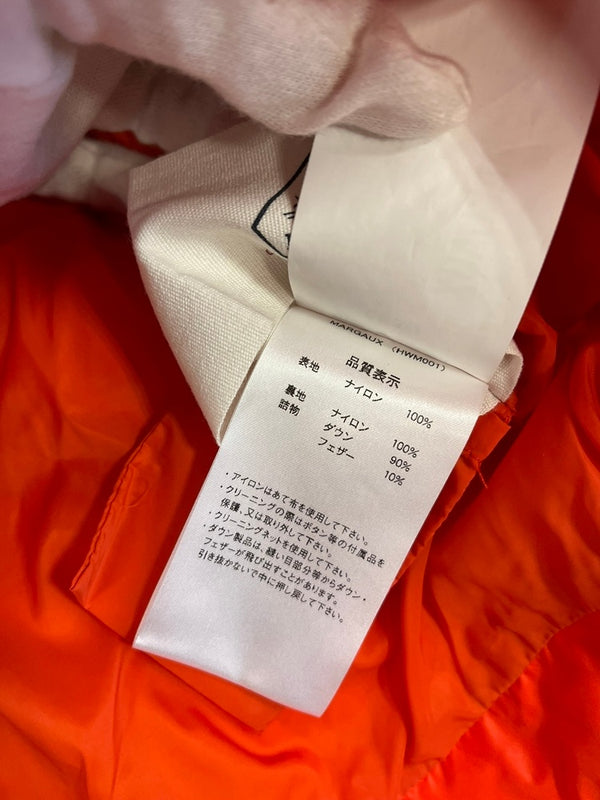 MARGAUX (HWM001)
品質表示
表地 ナイロン 100%
裏地 ナイロン 100%
詰物 ダウン 90%
フェザー 10%
・アイロンはあて布を使用して下さい。
・クリーニングの際はボタン等の付属品を
保護、又は取り外して下さい。
・クリーニングネットを使用して下さい。
・ダウン製品は、縫い目部分等からダウン・
フェザーが飛び出すことがあります。
引き抜かないで中に押し戻して下さい。